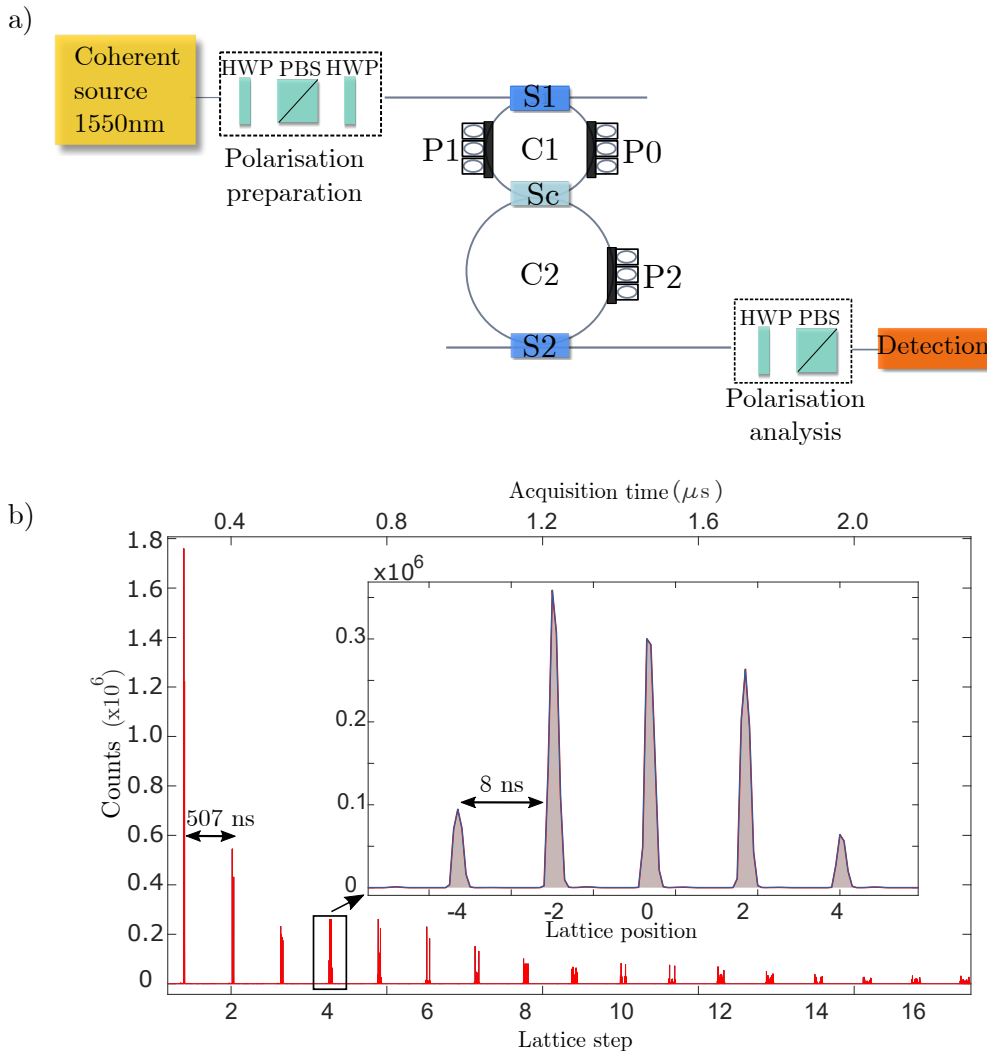 a)
Coherent
source
1550nm
HWP PBS HWP
Polarisation
preparation
S1
P1 C1 P0
Sc
C2 P2
S2
HWP PBS
Detection
Polarisation
analysis
b)
Acquisition time (μs)
0.4 0.8 1.2 1.6 2.0
Counts (x10⁶)
1.8
1.6
1.4
1.2
1.0
0.8
0.6
0.4
0.2
0
507 ns
x10⁶
0.3
0.2
0.1
0
8 ns
-4 -2 0 2 4
Lattice position
2 4 6 8 10 12 14 16
Lattice step